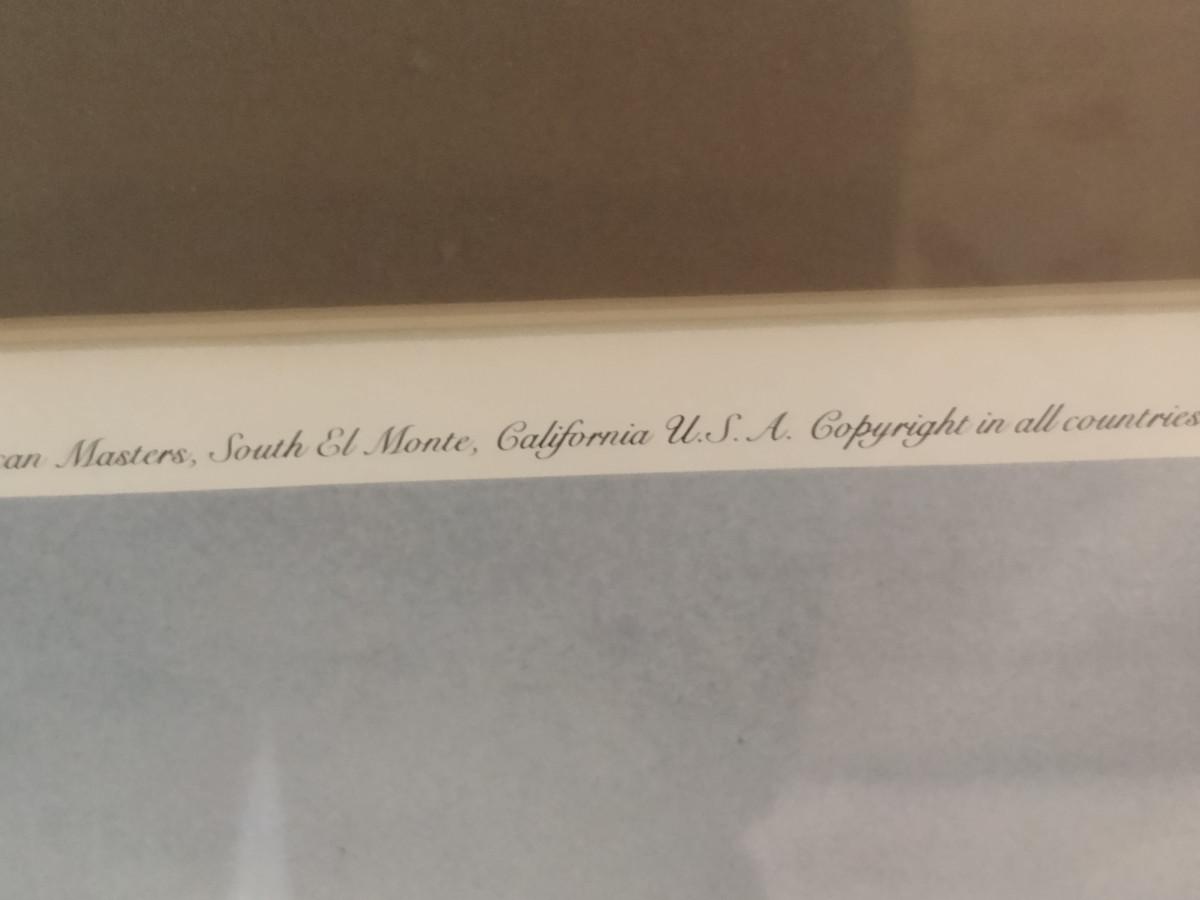 can Masters, South El Monte, California U.S.A. Copyright in all countries